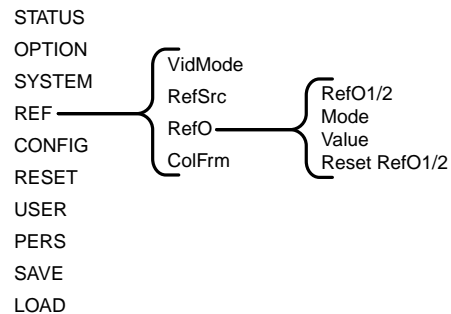 STATUS
OPTION
SYSTEM
REF
CONFIG
RESET
USER
PERS
SAVE
LOAD
VidMode
RefSrc
RefO
ColFrm
RefO1/2
Mode
Value
Reset RefO1/2